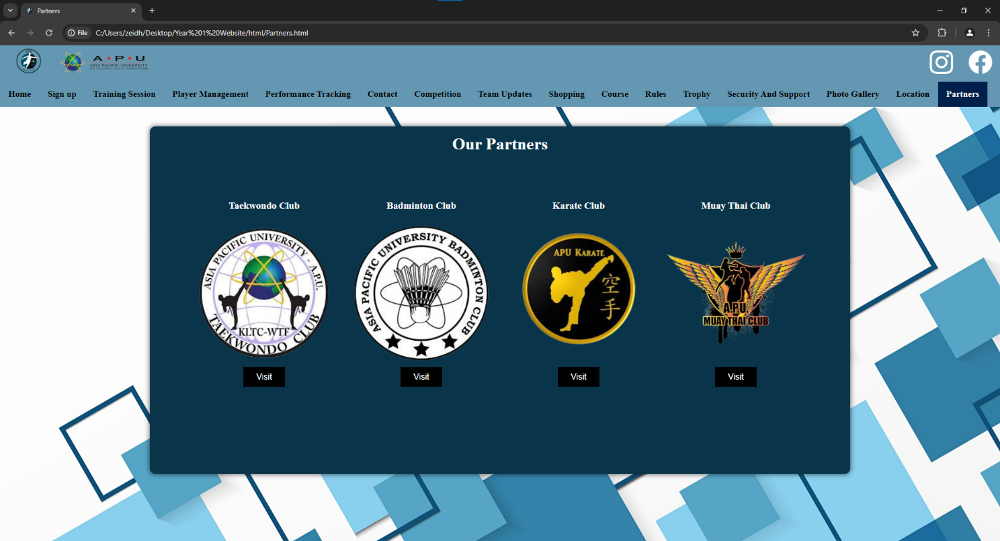 Partners
File C:/Users/zeidh/Desktop/Year%201%20Website/html/Partners.html
A·P·U
ASIA PACIFIC UNIVERSITY
OF TECHNOLOGY & INNOVATION
Home Sign up Training Session Player Management Performance Tracking Contact Competition Team Updates Shopping Course Rules Trophy Security And Support Photo Gallery Location Partners
Our Partners
Taekwondo Club Badminton Club Karate Club Muay Thai Club
ASIA PACIFIC UNIVERSITY - A.P.U.
KLTC-WTF
TAEKWONDO CLUB
ASIA PACIFIC UNIVERSITY BADMINTON CLUB
APU KARATE
空手
A.P.U
MUAY THAI CLUB
Visit Visit Visit Visit